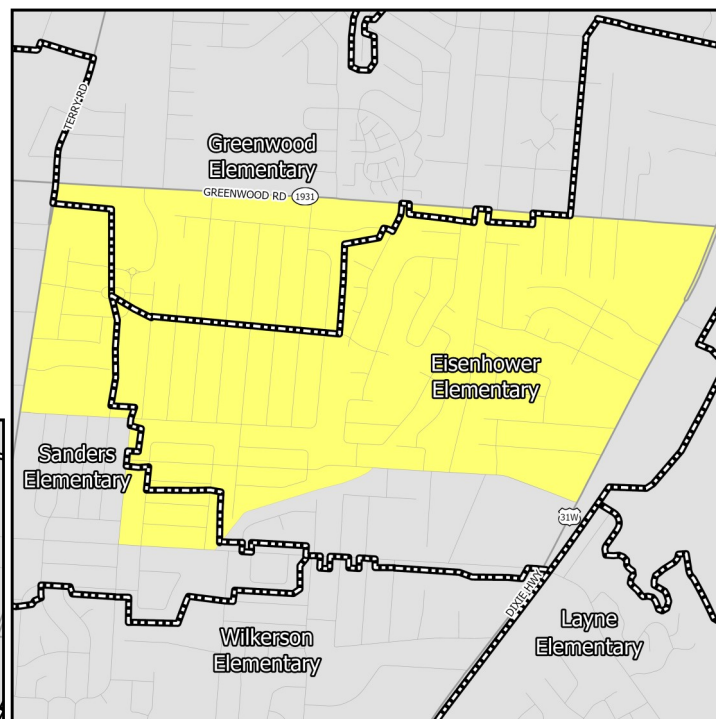 TERRY RD
Greenwood
Elementary
GREENWOOD RD 1931
Eisenhower
Elementary
Sanders
Elementary
31W
DIXIE HWY
Layne
Elementary
Wilkerson
Elementary